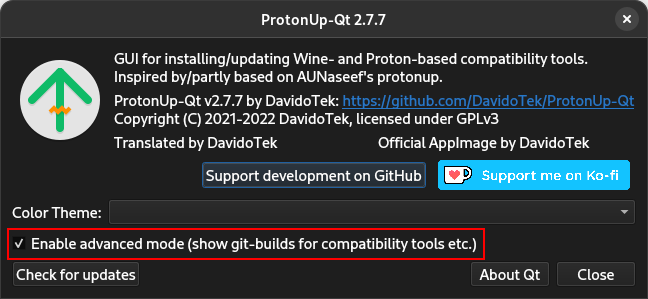 ProtonUp-Qt 2.7.7
GUI for installing/updating Wine- and Proton-based compatibility tools.
Inspired by/partly based on AUNaseef's protonup.
ProtonUp-Qt v2.7.7 by DavidoTek: https://github.com/DavidoTek/ProtonUp-Qt
Copyright (C) 2021-2022 DavidoTek, licensed under GPLv3
Translated by DavidoTek Official AppImage by DavidoTek
Support development on GitHub Support me on Ko-fi
Color Theme:
Enable advanced mode (show git-builds for compatibility tools etc.)
Check for updates About Qt Close